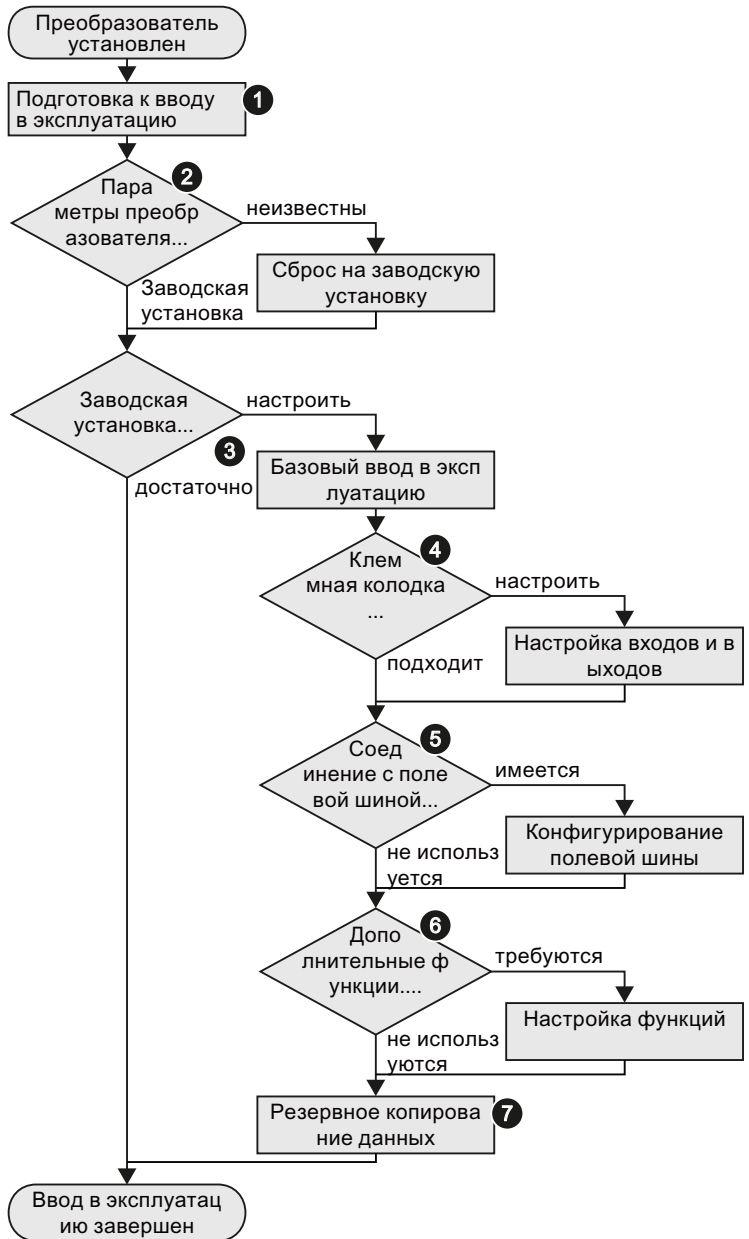 Преобразователь
установлен
Подготовка к вводу
в эксплуатацию
1
2
Пара
метры преобр
азователя...
неизвестны
Сброс на заводскую
установку
Заводская
установка
Заводская
установка...
настроить
3
достаточно
Базовый ввод в эксп
луатацию
4
Клем
мная колодка
...
настроить
Настройка входов и в
ыходов
подходит
5
Соед
инение с поле
вой шиной...
имеется
Конфигурирование
полевой шины
не использ
уется
6
Допо
лнительные ф
ункции....
требуются
Настройка функций
не использ
уются
Резервное копирова
ние данных
7
Ввод в эксплуатац
ию завершен